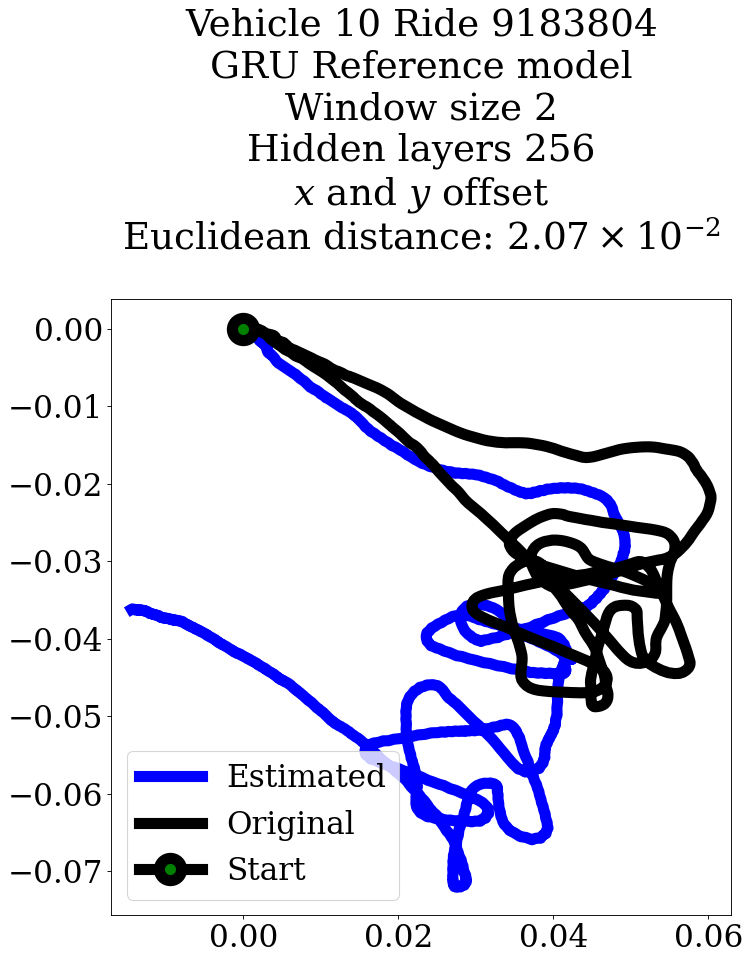 Vehicle 10 Ride 9183804
GRU Reference model
Window size 2
Hidden layers 256
x and y offset
Euclidean distance: 2.07 × 10⁻²
0.00
−0.01
−0.02
−0.03
−0.04
−0.05
−0.06
−0.07
Estimated
Original
Start
0.00 0.02 0.04 0.06